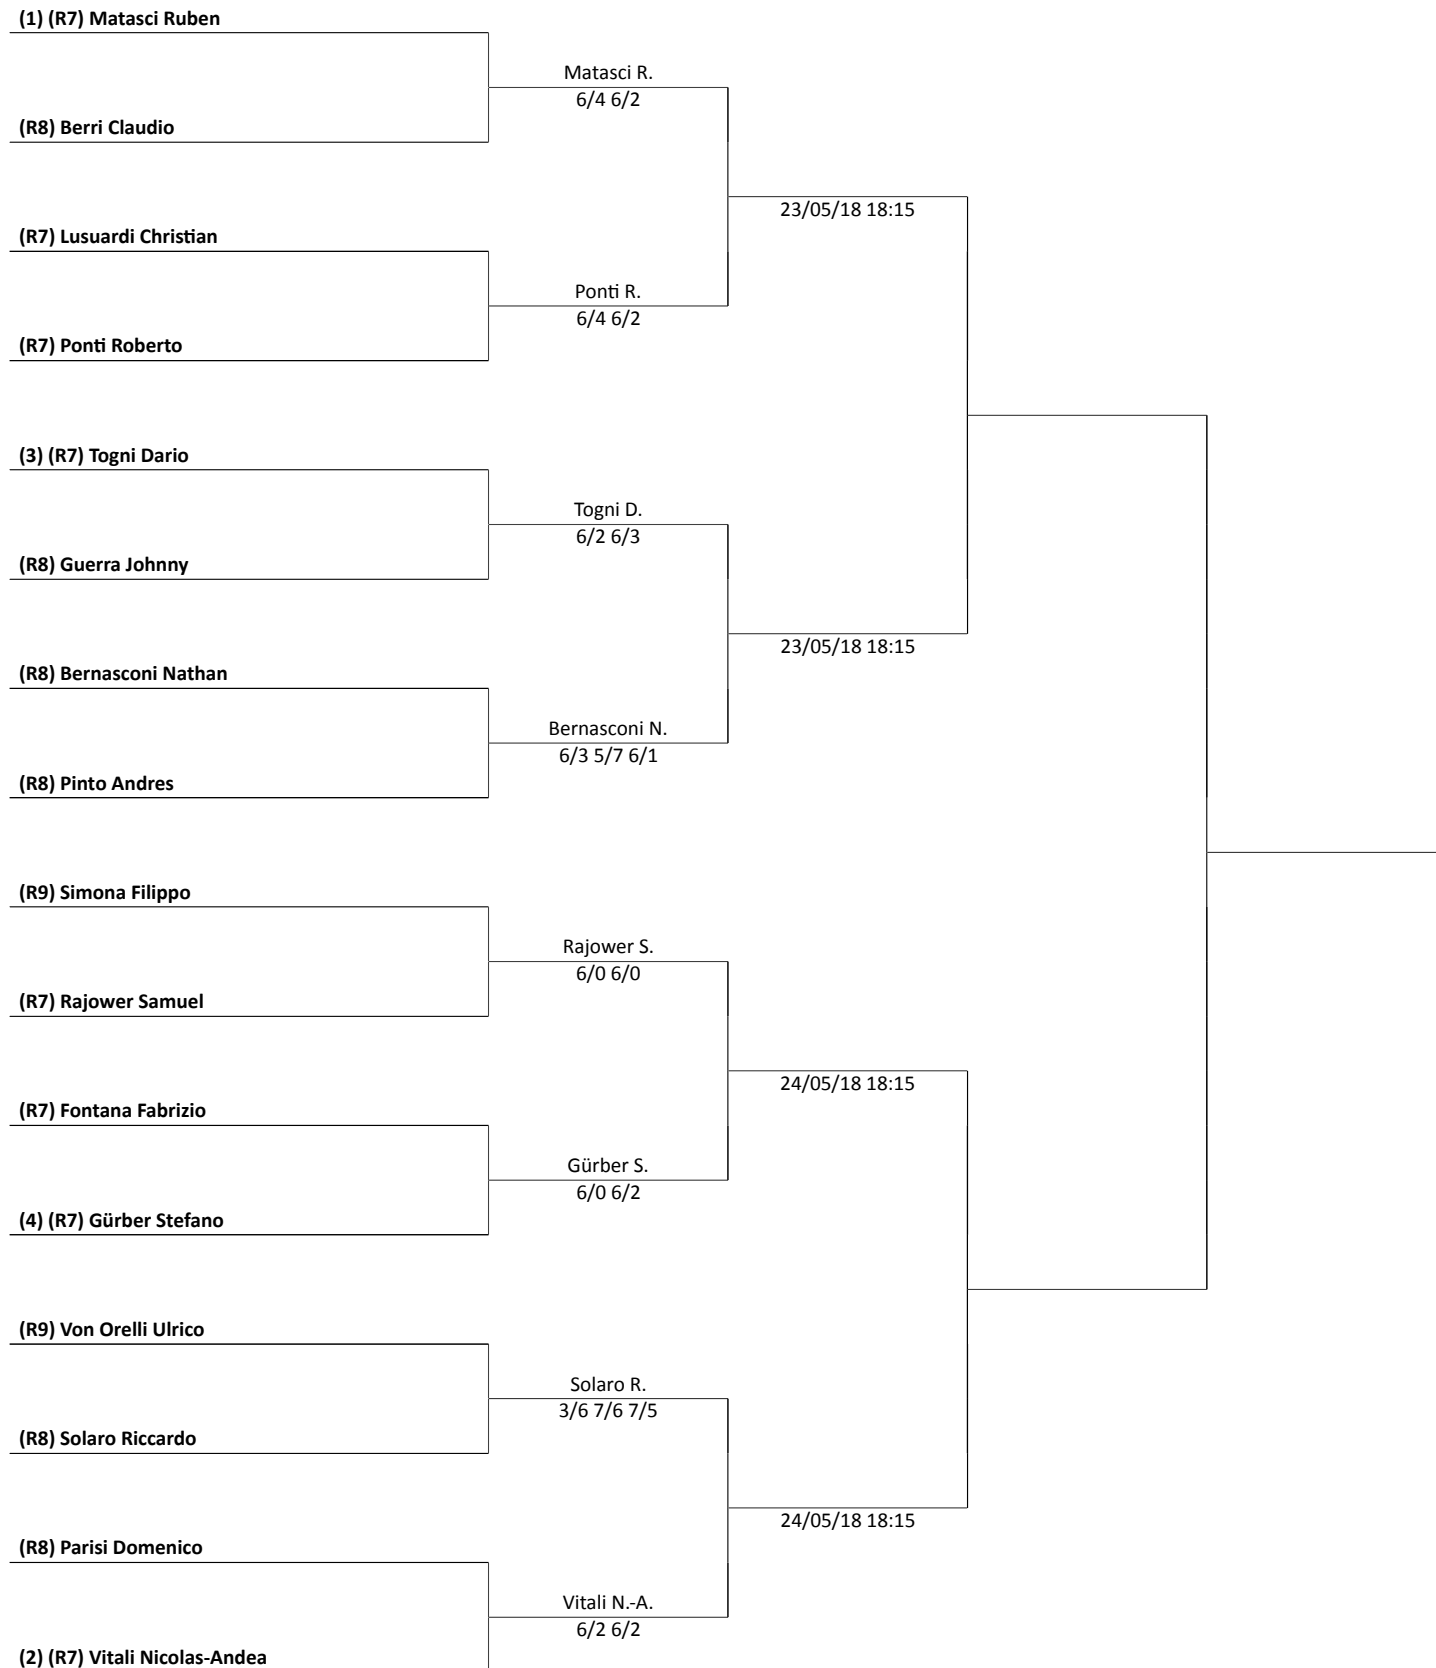 (1) (R7) Matasci Ruben
Matasci R.
6/4 6/2
(R8) Berri Claudio
23/05/18 18:15
(R7) Lusuardi Christian
Ponti R.
6/4 6/2
(R7) Ponti Roberto
(3) (R7) Togni Dario
Togni D.
6/2 6/3
(R8) Guerra Johnny
23/05/18 18:15
(R8) Bernasconi Nathan
Bernasconi N.
6/3 5/7 6/1
(R8) Pinto Andres
(R9) Simona Filippo
Rajower S.
6/0 6/0
(R7) Rajower Samuel
24/05/18 18:15
(R7) Fontana Fabrizio
Gürber S.
6/0 6/2
(4) (R7) Gürber Stefano
(R9) Von Orelli Ulrico
Solaro R.
3/6 7/6 7/5
(R8) Solaro Riccardo
24/05/18 18:15
(R8) Parisi Domenico
Vitali N.-A.
6/2 6/2
(2) (R7) Vitali Nicolas-Andea